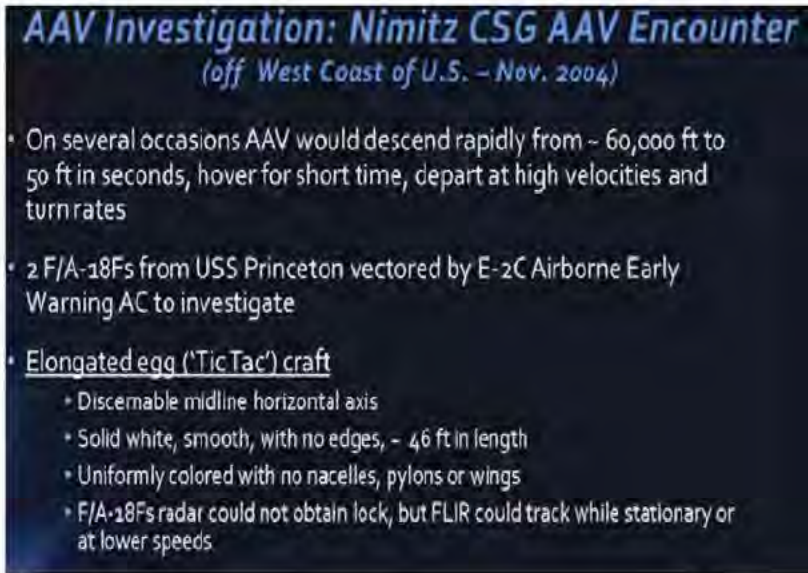 AAV Investigation: Nimitz CSG AAV Encounter
(off West Coast of U.S. – Nov. 2004)
• On several occasions AAV would descend rapidly from ~ 60,000 ft to
50 ft in seconds, hover for short time, depart at high velocities and
turn rates
• 2 F/A-18Fs from USS Princeton vectored by E-2C Airborne Early
Warning AC to investigate
• Elongated egg ('Tic Tac') craft
• Discernable midline horizontal axis
• Solid white, smooth, with no edges, ~ 46 ft in length
• Uniformly colored with no nacelles, pylons or wings
• F/A-18Fs radar could not obtain lock, but FLIR could track while stationary or
at lower speeds